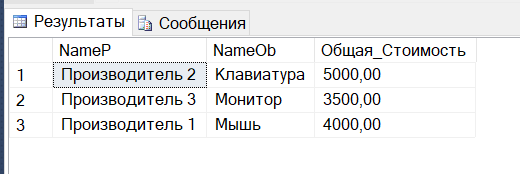 Результаты Сообщения
NameP NameOb Общая_Стоимость
1 Производитель 2 Клавиатура 5000,00
2 Производитель 3 Монитор 3500,00
3 Производитель 1 Мышь 4000,00